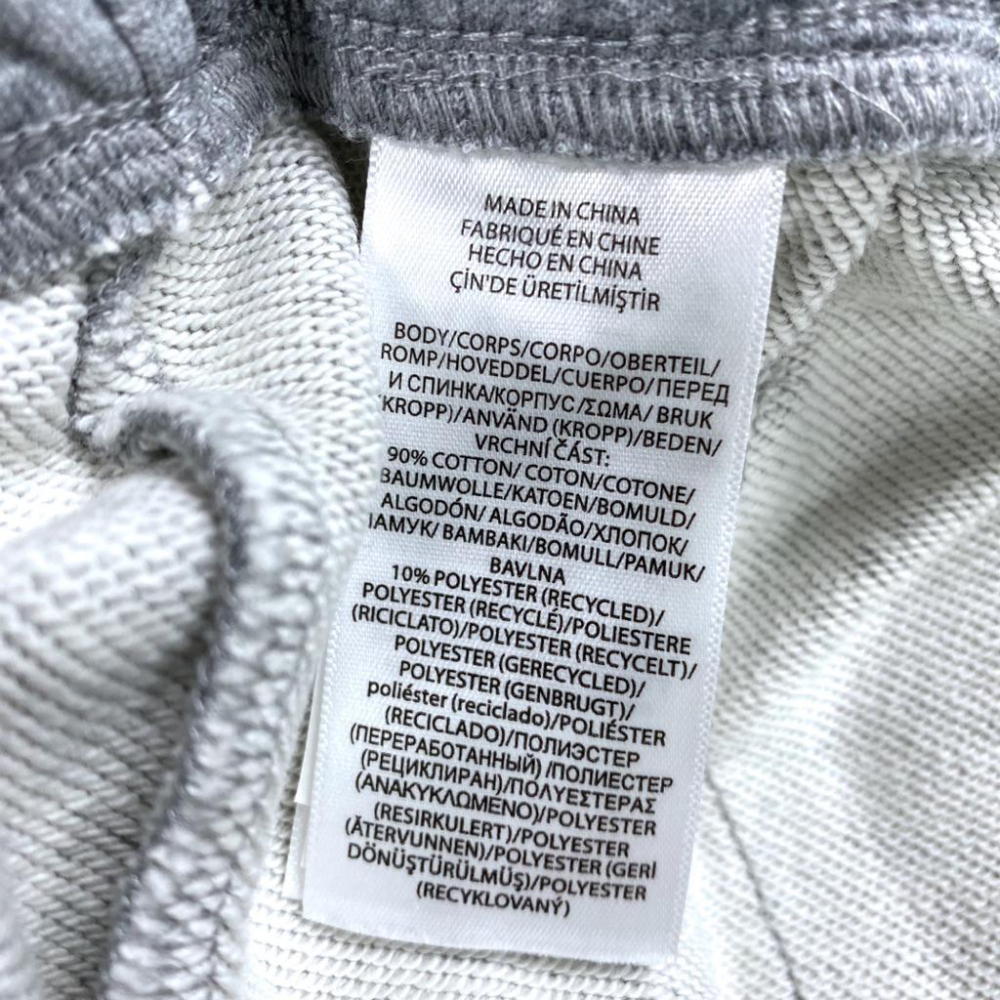 MADE IN CHINA
FABRIQUÉ EN CHINE
HECHO EN CHINA
ÇİN'DE ÜRETİLMİŞTİR
BODY/CORPS/CORPO/OBERTEIL/
ROMP/HOVEDDEL/CUERPO/ПЕРЕД
И СПИНКА/КОРПУС/ΣΩΜΑ/ BRUK
(KROPP)/ANVÄND (KROPP)/BEDEN/
VRCHNÍ ČÁST:
90% COTTON/ COTON/COTONE/
BAUMWOLLE/KATOEN/BOMULD/
ALGODÓN/ ALGODÃO/ХЛОПОК/
ПАМУК/ BAMBAKI/BOMULL/PAMUK/
BAVLNA
10% POLYESTER (RECYCLED)/
POLYESTER (RECYCLÉ)/POLIESTERE
(RICICLATO)/POLYESTER (RECYCELT)/
POLYESTER (GERECYCLED)/
POLYESTER (GENBRUGT)/
poliéster (reciclado)/POLIÉSTER
(RECICLADO)/ПОЛИЭСТЕР
(ПЕРЕРАБОТАННЫЙ) /ПОЛИЕСТЕР
(РЕЦИКЛИРАН)/ΠΟΛΥΕΣΤΕΡΑΣ
(ΑΝΑΚΥΚΛΩΜΕΝΟ)/POLYESTER
(RESIRKULERT)/POLYESTER
(ÅTERVUNNEN)/POLYESTER (GERİ
DÖNÜŞTÜRÜLMÜŞ)/POLYESTER
(RECYKLOVANÝ)